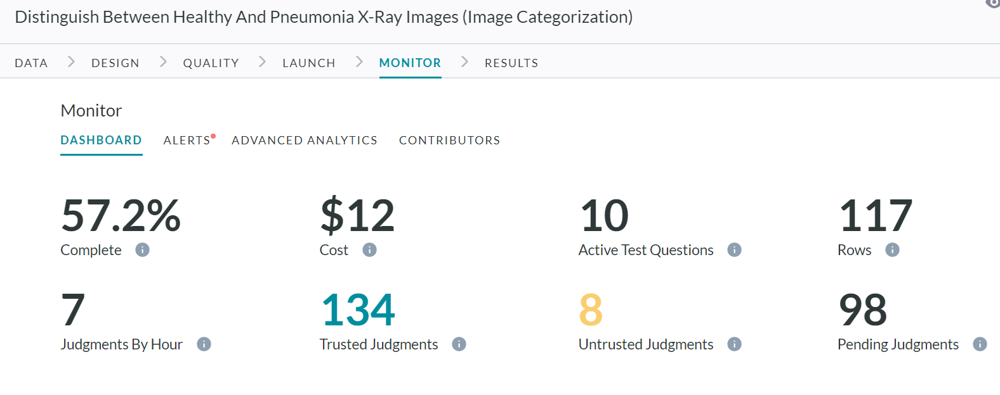 Distinguish Between Healthy And Pneumonia X-Ray Images (Image Categorization)
DATA DESIGN QUALITY LAUNCH MONITOR RESULTS
Monitor
DASHBOARD ALERTS ADVANCED ANALYTICS CONTRIBUTORS
57.2% $12 10 117
Complete Cost Active Test Questions Rows
7 134 8 98
Judgments By Hour Trusted Judgments Untrusted Judgments Pending Judgments